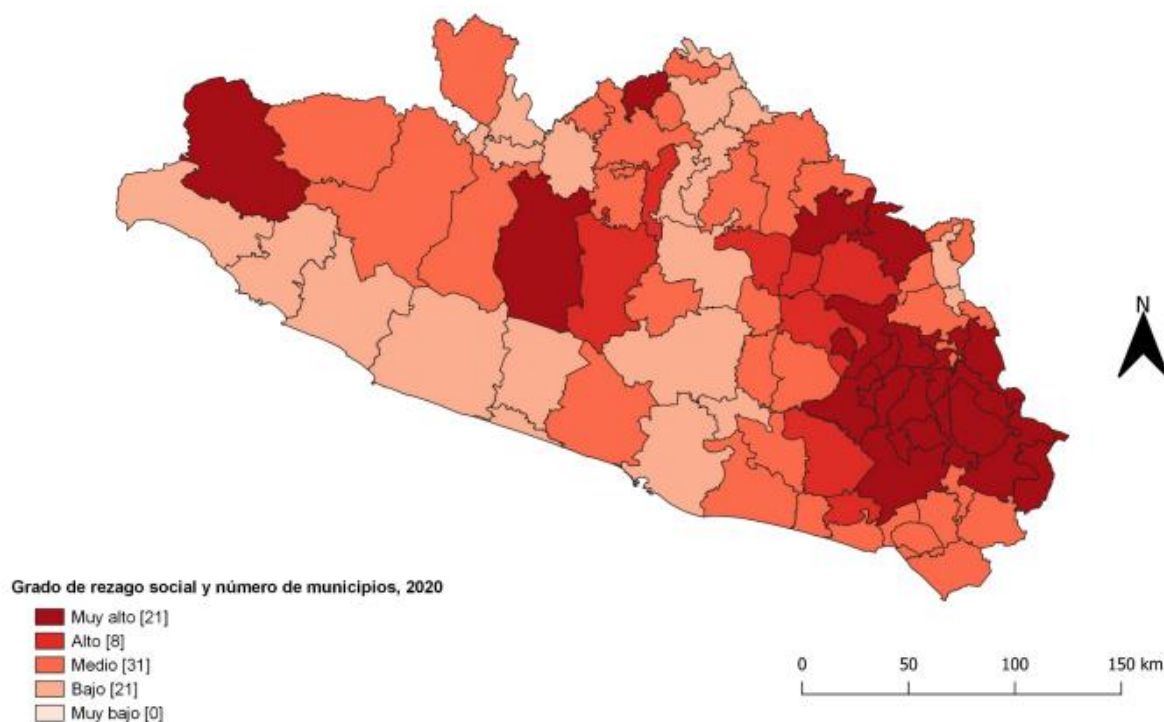 N
Grado de rezago social y número de municipios, 2020
Muy alto [21]
Alto [8]
Medio [31]
Bajo [21]
Muy bajo [0]
0 50 100 150 km